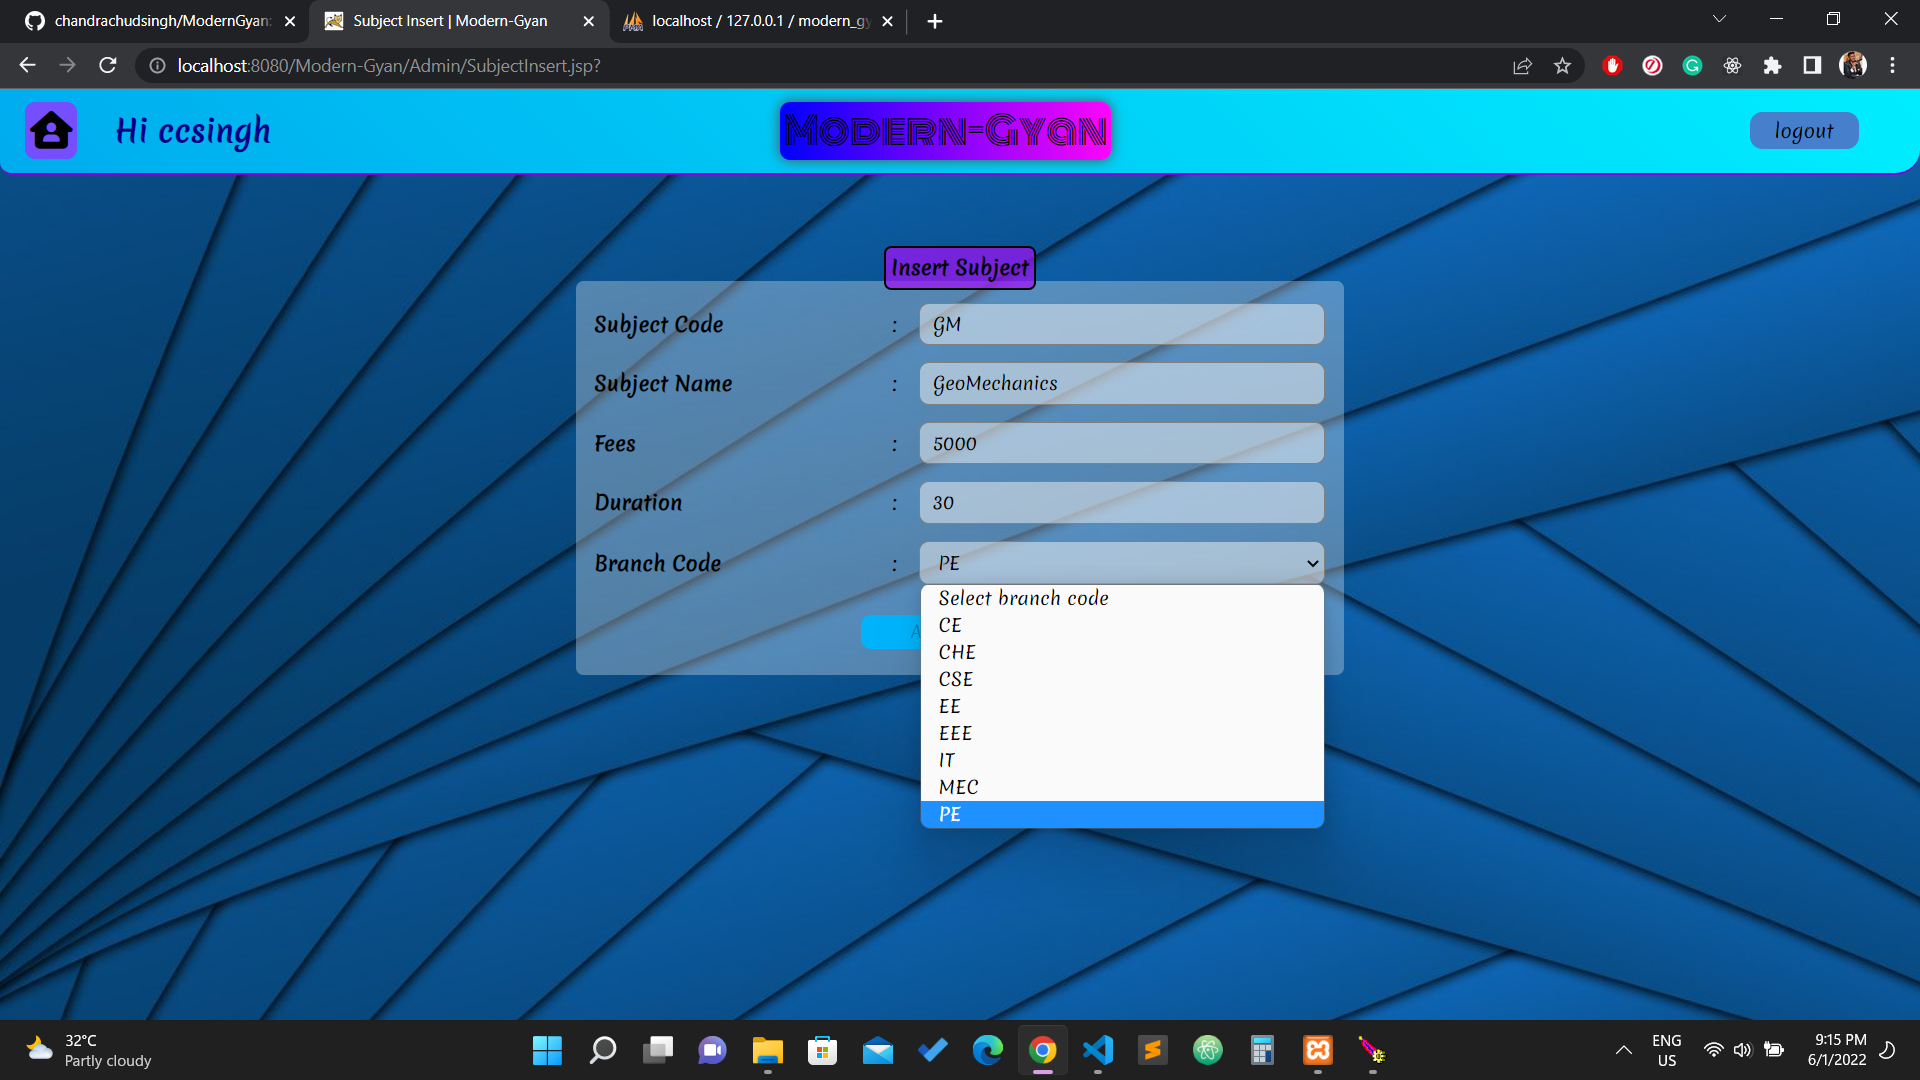 chandrachudsingh/ModernGyan:
Subject Insert | Modern-Gyan
localhost / 127.0.0.1 / modern_gy
localhost:8080/Modern-Gyan/Admin/SubjectInsert.jsp?
Hi ccsingh
Modern-Gyan
logout
Insert Subject
Subject Code : GM
Subject Name : GeoMechanics
Fees : 5000
Duration : 30
Branch Code : PE
Select branch code
A
CE
CHE
CSE
EE
EEE
IT
MEC
PE
32°C
Partly cloudy
ENG
US
9:15 PM
6/1/2022